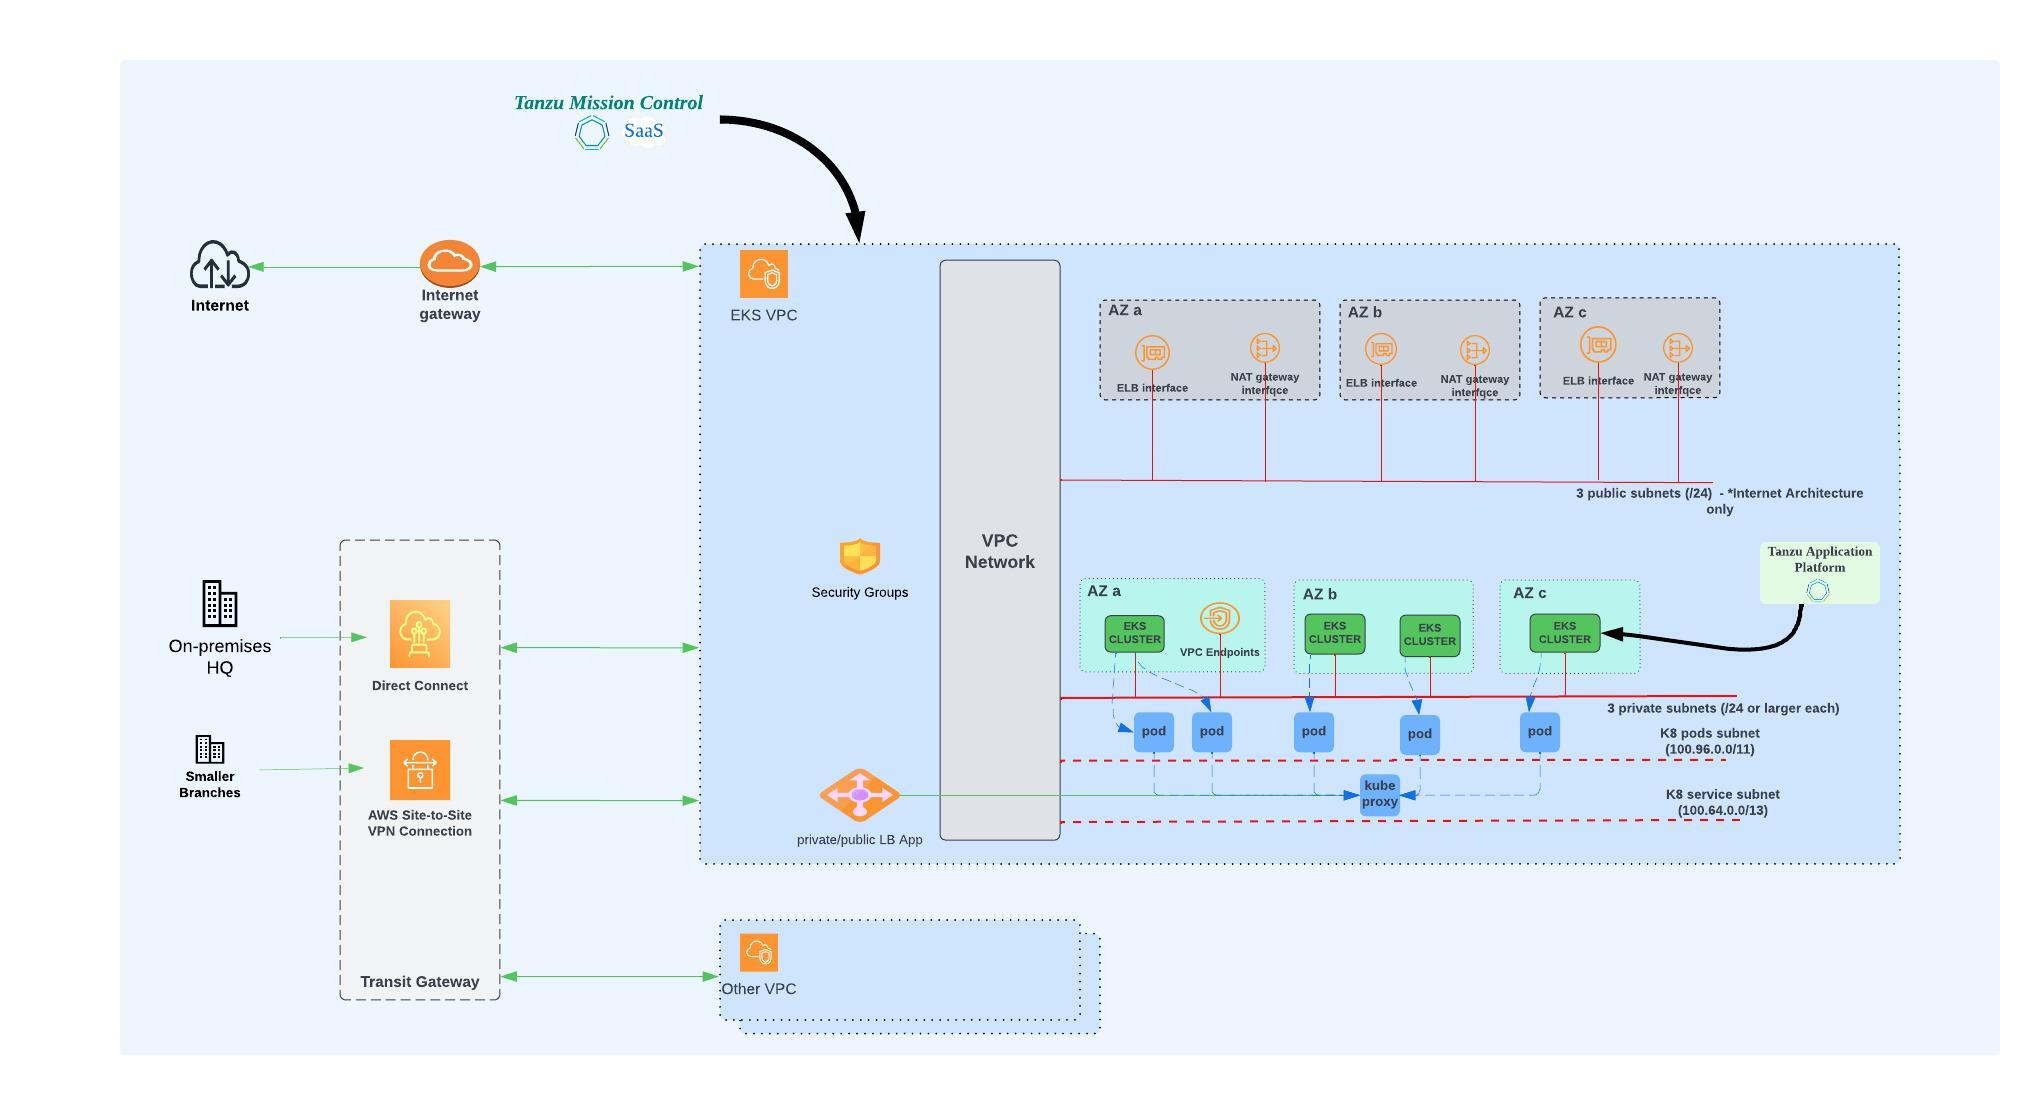 Tanzu Mission Control
SaaS
Internet
Internet
gateway
EKS VPC
AZ a
ELB interface
NAT gateway
interfqce
AZ b
ELB interface
NAT gateway
interfqce
AZ c
ELB interface
NAT gateway
interfqce
3 public subnets (/24) - *Internet Architecture
only
VPC
Network
Security Groups
Tanzu Application
Platform
AZ a
EKS
CLUSTER
VPC Endpoints
AZ b
EKS
CLUSTER
EKS
CLUSTER
AZ c
EKS
CLUSTER
On-premises
HQ
Direct Connect
3 private subnets (/24 or larger each)
pod
pod
pod
pod
pod
K8 pods subnet
(100.96.0.0/11)
Smaller
Branches
AWS Site-to-Site
VPN Connection
private/public LB App
kube
proxy
K8 service subnet
(100.64.0.0/13)
Transit Gateway
Other VPC